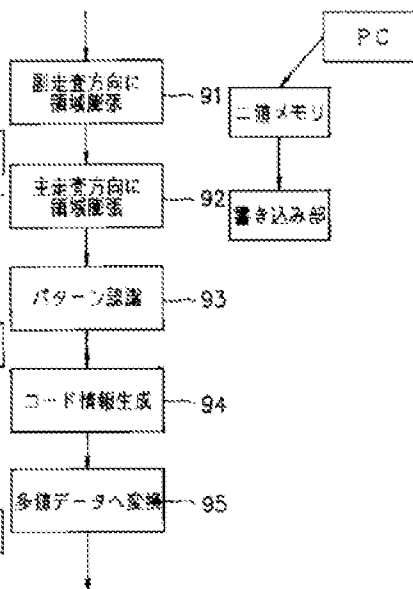 副走査方向に
領域膨張
91
主走査方向に
領域膨張
92
パターン認識
93
コード情報生成
94
多値データへ変換
95
PC
二値メモリ
書き込み部